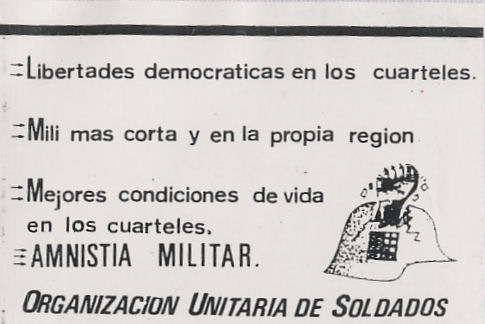 Libertades democraticas en los cuarteles.
Mili mas corta y en la propia region
Mejores condiciones de vida
en los cuarteles.
AMNISTIA MILITAR.
ORGANIZACION UNITARIA DE SOLDADOS